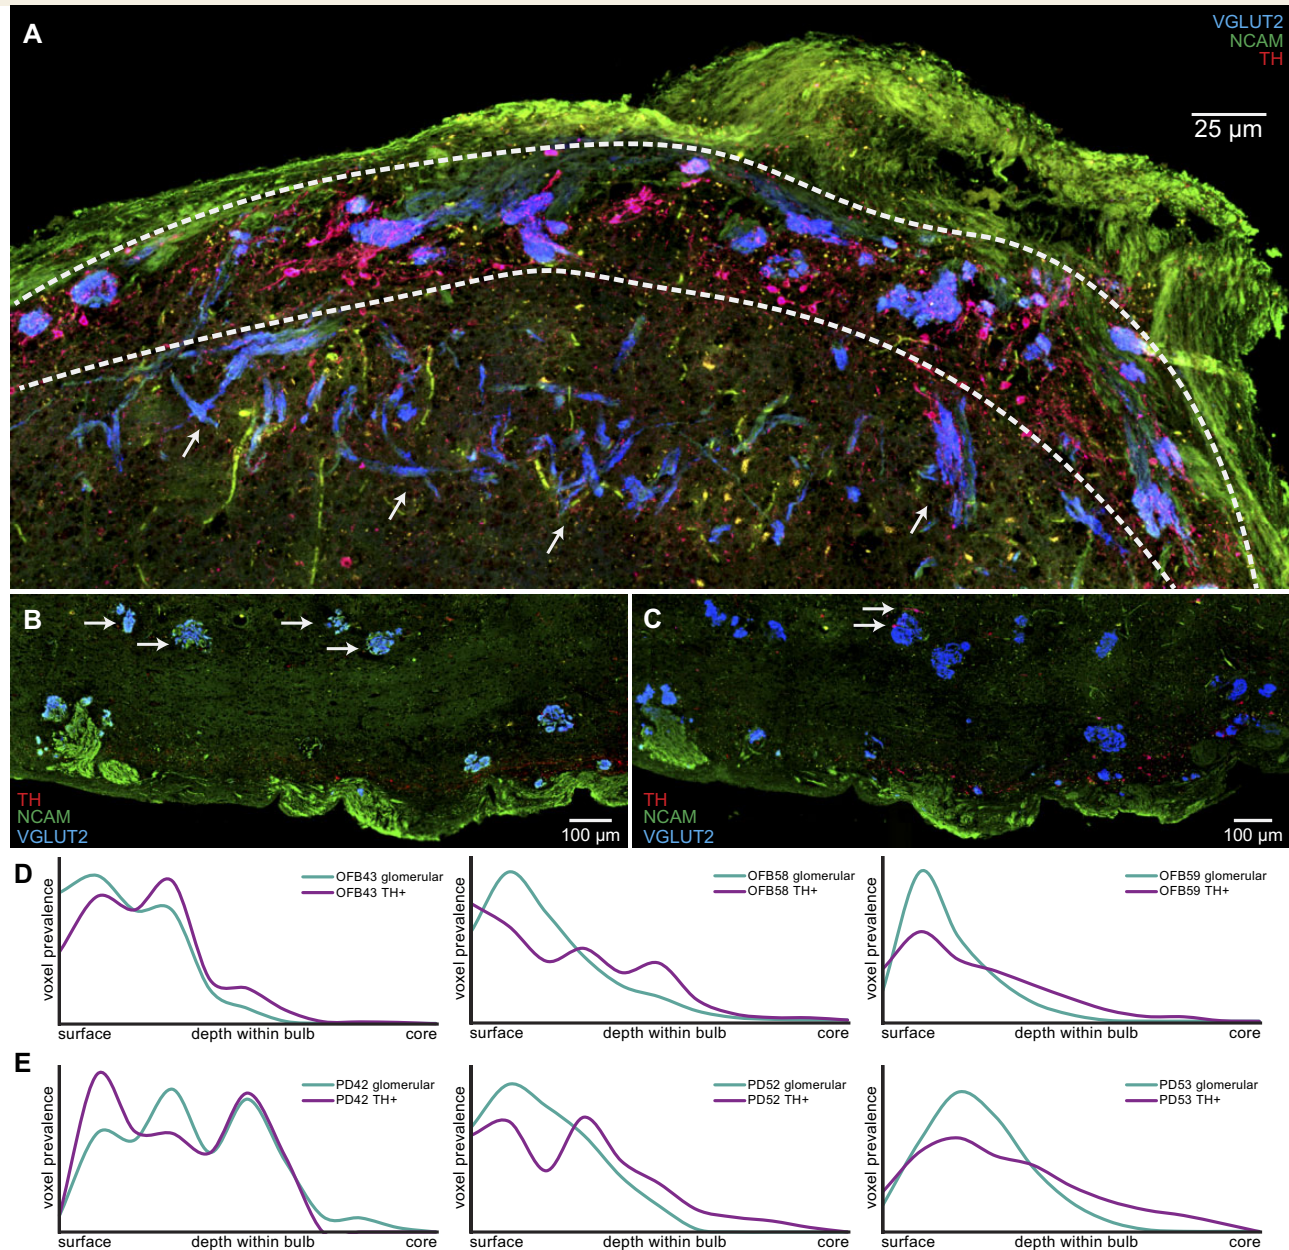 A
VGLUT2
NCAM
TH
25 µm
B
TH
NCAM
VGLUT2
100 µm
C
TH
NCAM
VGLUT2
100 µm
D
voxel prevalence
OFB43 glomerular
OFB43 TH+
surface
depth within bulb
core
voxel prevalence
OFB58 glomerular
OFB58 TH+
surface
depth within bulb
core
voxel prevalence
OFB59 glomerular
OFB59 TH+
surface
depth within bulb
core
E
voxel prevalence
PD42 glomerular
PD42 TH+
surface
depth within bulb
core
voxel prevalence
PD52 glomerular
PD52 TH+
surface
depth within bulb
core
voxel prevalence
PD53 glomerular
PD53 TH+
surface
depth within bulb
core